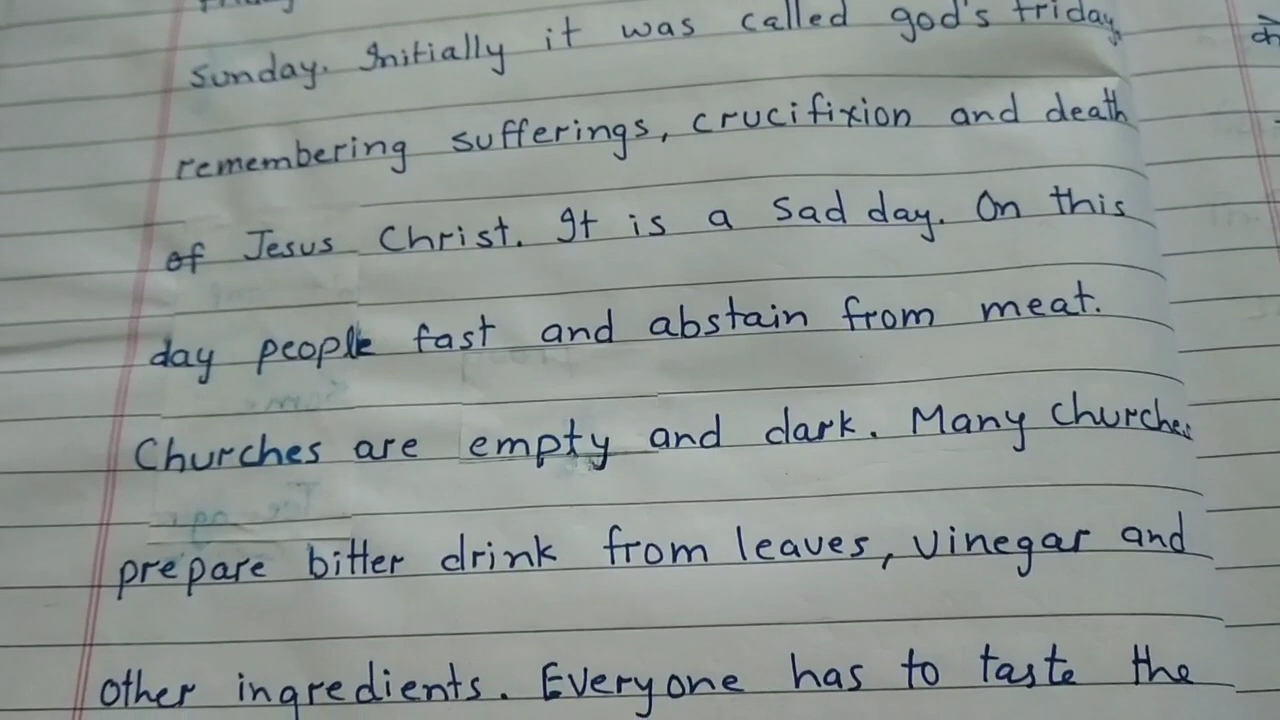 sunday. Initially it was called god's friday,
remembering sufferings, crucifixion and death
of Jesus Christ. It is a sad day. On this
day people fast and abstain from meat.
Churches are empty and dark. Many churches
prepare bitter drink from leaves, vinegar and
other ingredients. Everyone has to taste the